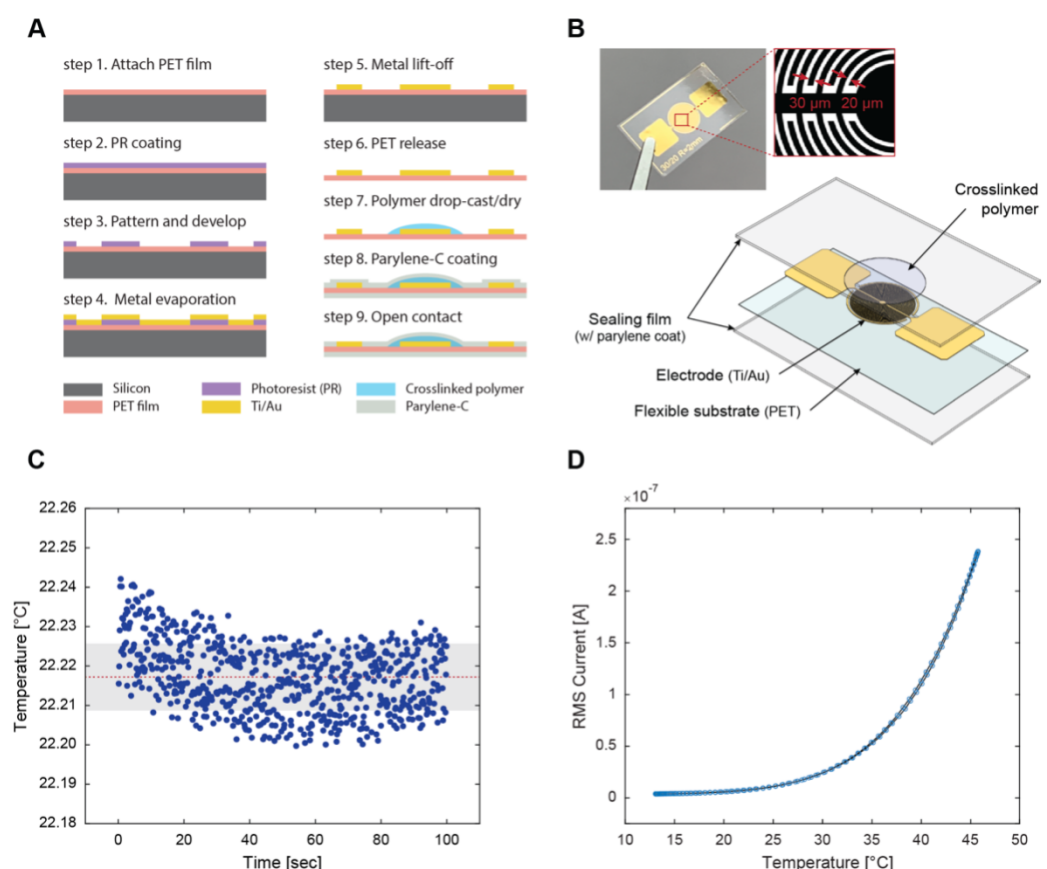 A
step 1. Attach PET film
step 2. PR coating
step 3. Pattern and develop
step 4. Metal evaporation
step 5. Metal lift-off
step 6. PET release
step 7. Polymer drop-cast/dry
step 8. Parylene-C coating
step 9. Open contact
Silicon
PET film
Photoresist (PR)
Ti/Au
Crosslinked polymer
Parylene-C
B
30/20 R=2mm
30 μm
20 μm
Crosslinked
polymer
Sealing film
(w/ parylene coat)
Electrode (Ti/Au)
Flexible substrate (PET)
C
Temperature [°C]
22.26
22.25
22.24
22.23
22.22
22.21
22.20
22.19
22.18
0
20
40
60
80
100
Time [sec]
D
×10⁻⁷
RMS Current [A]
2.5
2
1.5
1
0.5
0
10
15
20
25
30
35
40
45
50
Temperature [°C]